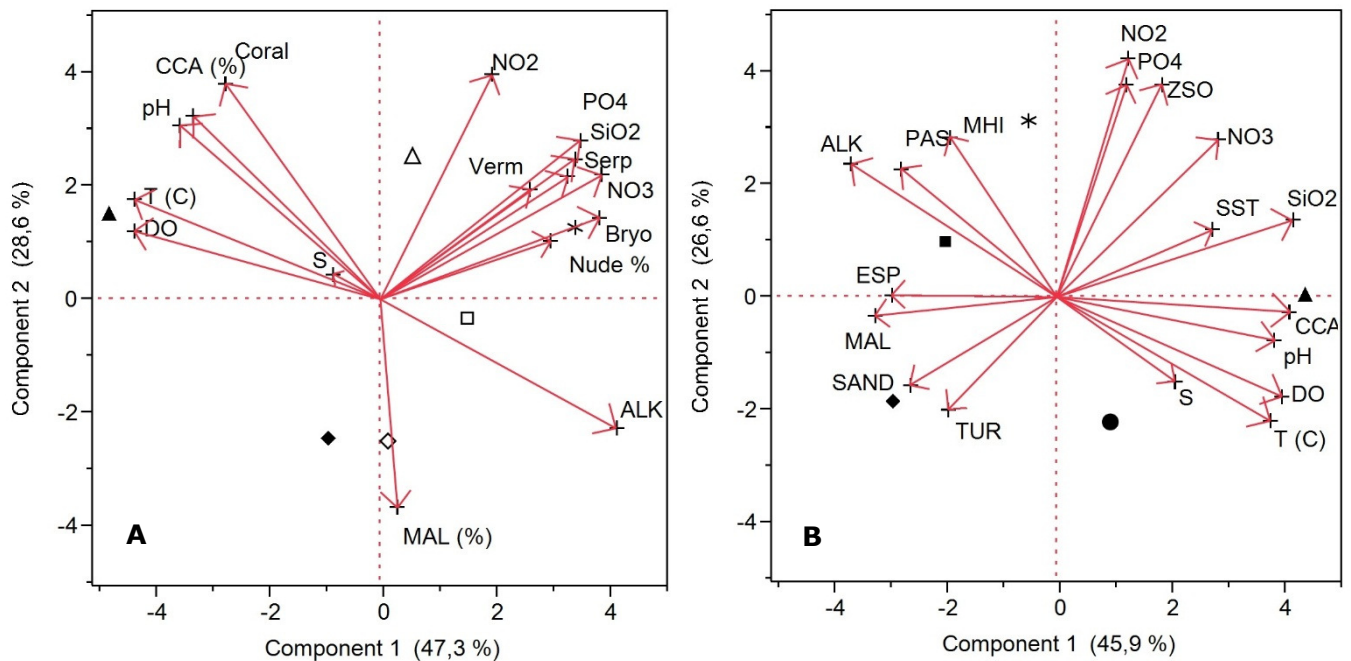 Component 2 (28,6 %)
4
2
0
-2
-4
CCA (%) Coral
pH
T (C)
DO
S
NO2
PO4
SiO2
Verm Serp
NO3
Bryo
Nude %
ALK
MAL (%)
A
-4 -2 0 2 4
Component 1 (47,3 %)
Component 2 (26,6 %)
4
2
0
-2
-4
NO2
PO4
ZSO
ALK PAS MHI
NO3
SST SiO2
ESP
MAL
CCA
pH
SAND
TUR
S DO
T (C)
B
-4 -2 0 2 4
Component 1 (45,9 %)